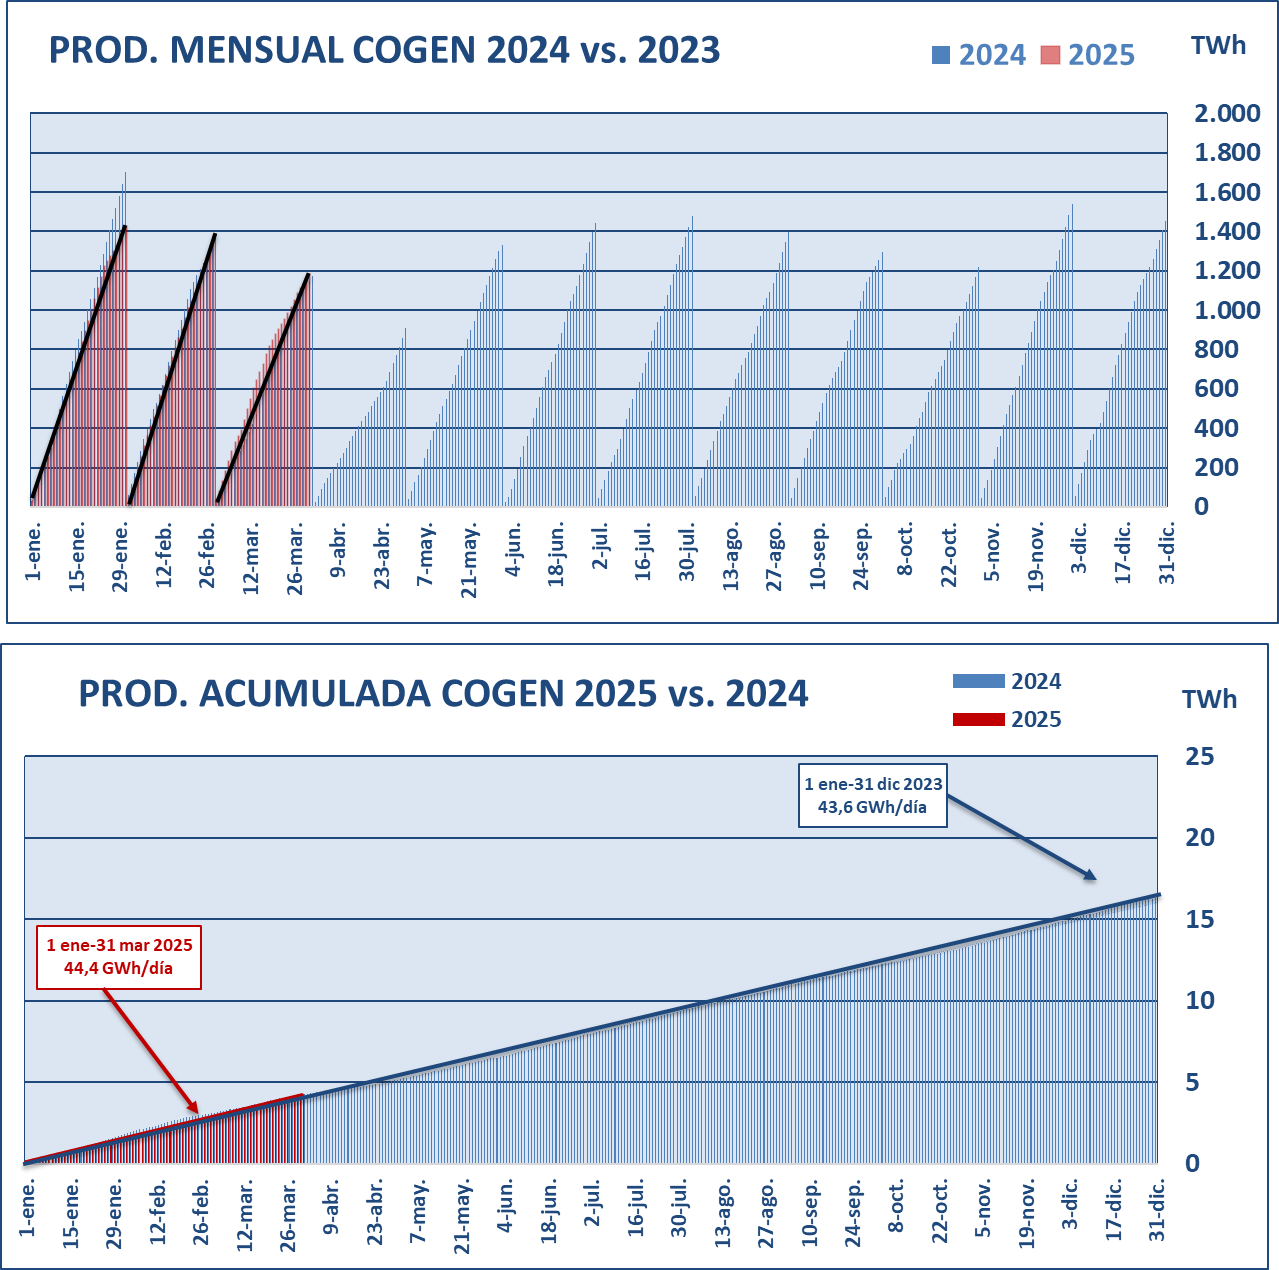 PROD. MENSUAL COGEN 2024 vs. 2023
2024 2025
TWh
2.000
1.800
1.600
1.400
1.200
1.000
800
600
400
200
0
1-ene. 15-ene. 29-ene. 12-feb. 26-feb. 12-mar. 26-mar. 9-abr. 23-abr. 7-may. 21-may. 4-jun. 18-jun. 2-jul. 16-jul. 30-jul. 13-ago. 27-ago. 10-sep. 24-sep. 8-oct. 22-oct. 5-nov. 19-nov. 3-dic. 17-dic. 31-dic.
PROD. ACUMULADA COGEN 2025 vs. 2024
2024
2025
TWh
25
20
15
10
5
0
1 ene-31 dic 2023
43,6 GWh/día
1 ene-31 mar 2025
44,4 GWh/día
1-ene. 15-ene. 29-ene. 12-feb. 26-feb. 12-mar. 26-mar. 9-abr. 23-abr. 7-may. 21-may. 4-jun. 18-jun. 2-jul. 16-jul. 30-jul. 13-ago. 27-ago. 10-sep. 24-sep. 8-oct. 22-oct. 5-nov. 19-nov. 3-dic. 17-dic. 31-dic.